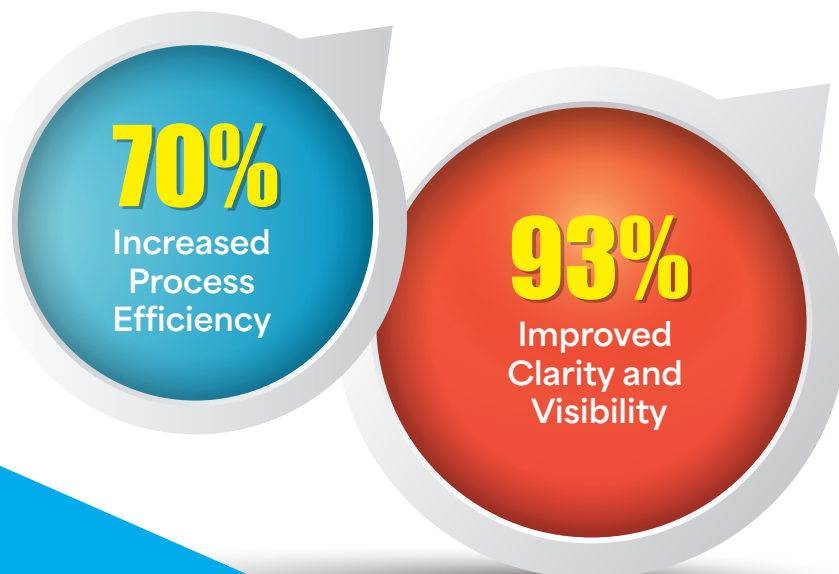 70%
Increased
Process
Efficiency
93%
Improved
Clarity and
Visibility